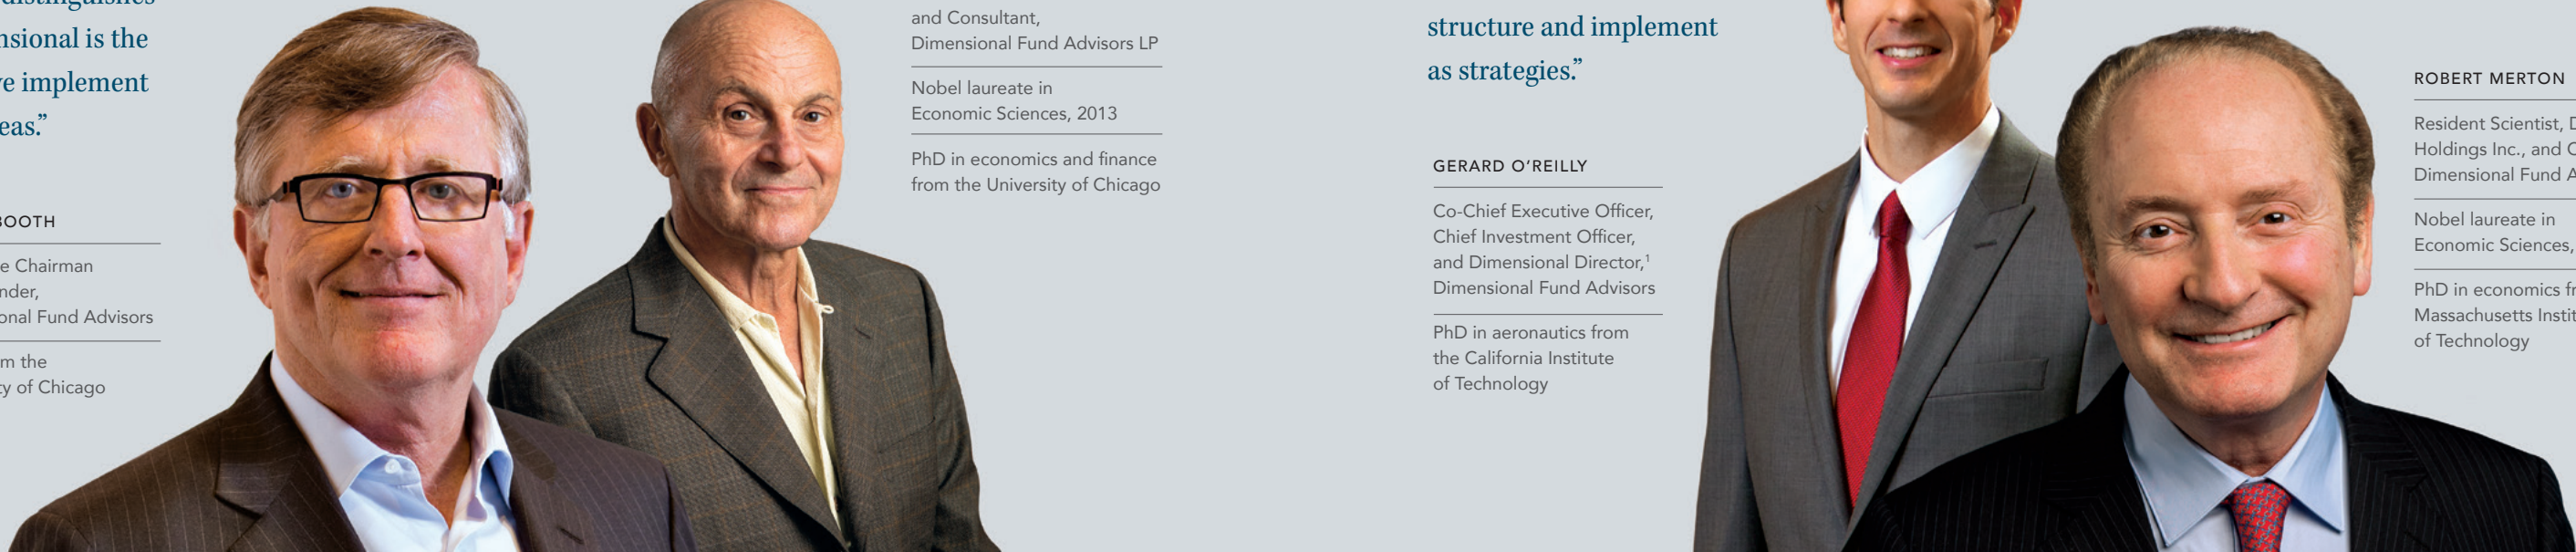 nsional is the
ve implement
eas.”
BOOTH
e Chairman
nder,
onal Fund Advisors
m the
ty of Chicago
and Consultant,
Dimensional Fund Advisors LP
Nobel laureate in
Economic Sciences, 2013
PhD in economics and finance
from the University of Chicago
structure and implement
as strategies.”
GERARD O’REILLY
Co-Chief Executive Officer,
Chief Investment Officer,
and Dimensional Director,¹
Dimensional Fund Advisors
PhD in aeronautics from
the California Institute
of Technology
ROBERT MERTON
Resident Scientist, D
Holdings Inc., and C
Dimensional Fund A
Nobel laureate in
Economic Sciences,
PhD in economics fr
Massachusetts Instit
of Technology